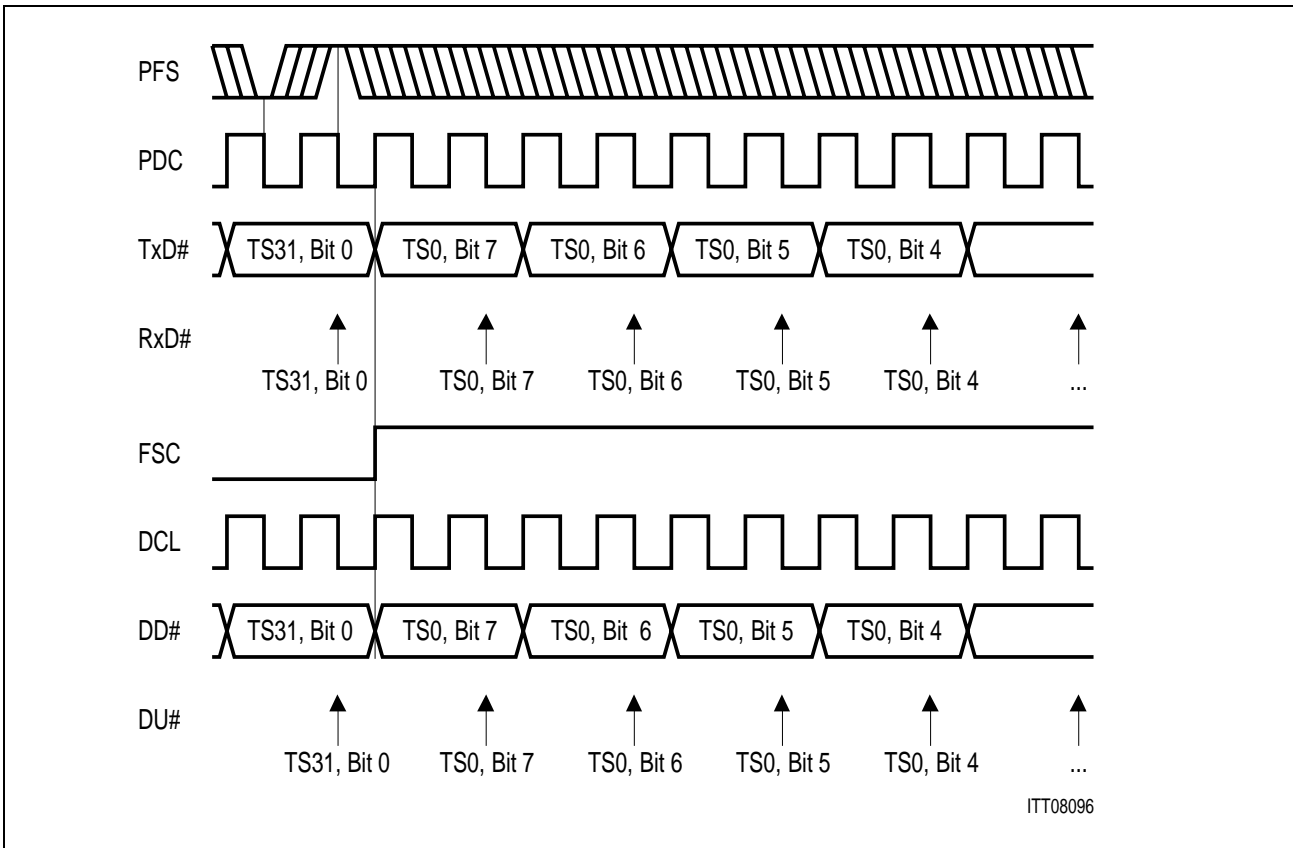 PFS
PDC
TxD#
TS31, Bit 0 TS0, Bit 7 TS0, Bit 6 TS0, Bit 5 TS0, Bit 4
RxD#
TS31, Bit 0 TS0, Bit 7 TS0, Bit 6 TS0, Bit 5 TS0, Bit 4 ...
FSC
DCL
DD#
TS31, Bit 0 TS0, Bit 7 TS0, Bit 6 TS0, Bit 5 TS0, Bit 4
DU#
TS31, Bit 0 TS0, Bit 7 TS0, Bit 6 TS0, Bit 5 TS0, Bit 4 ...
ITT08096